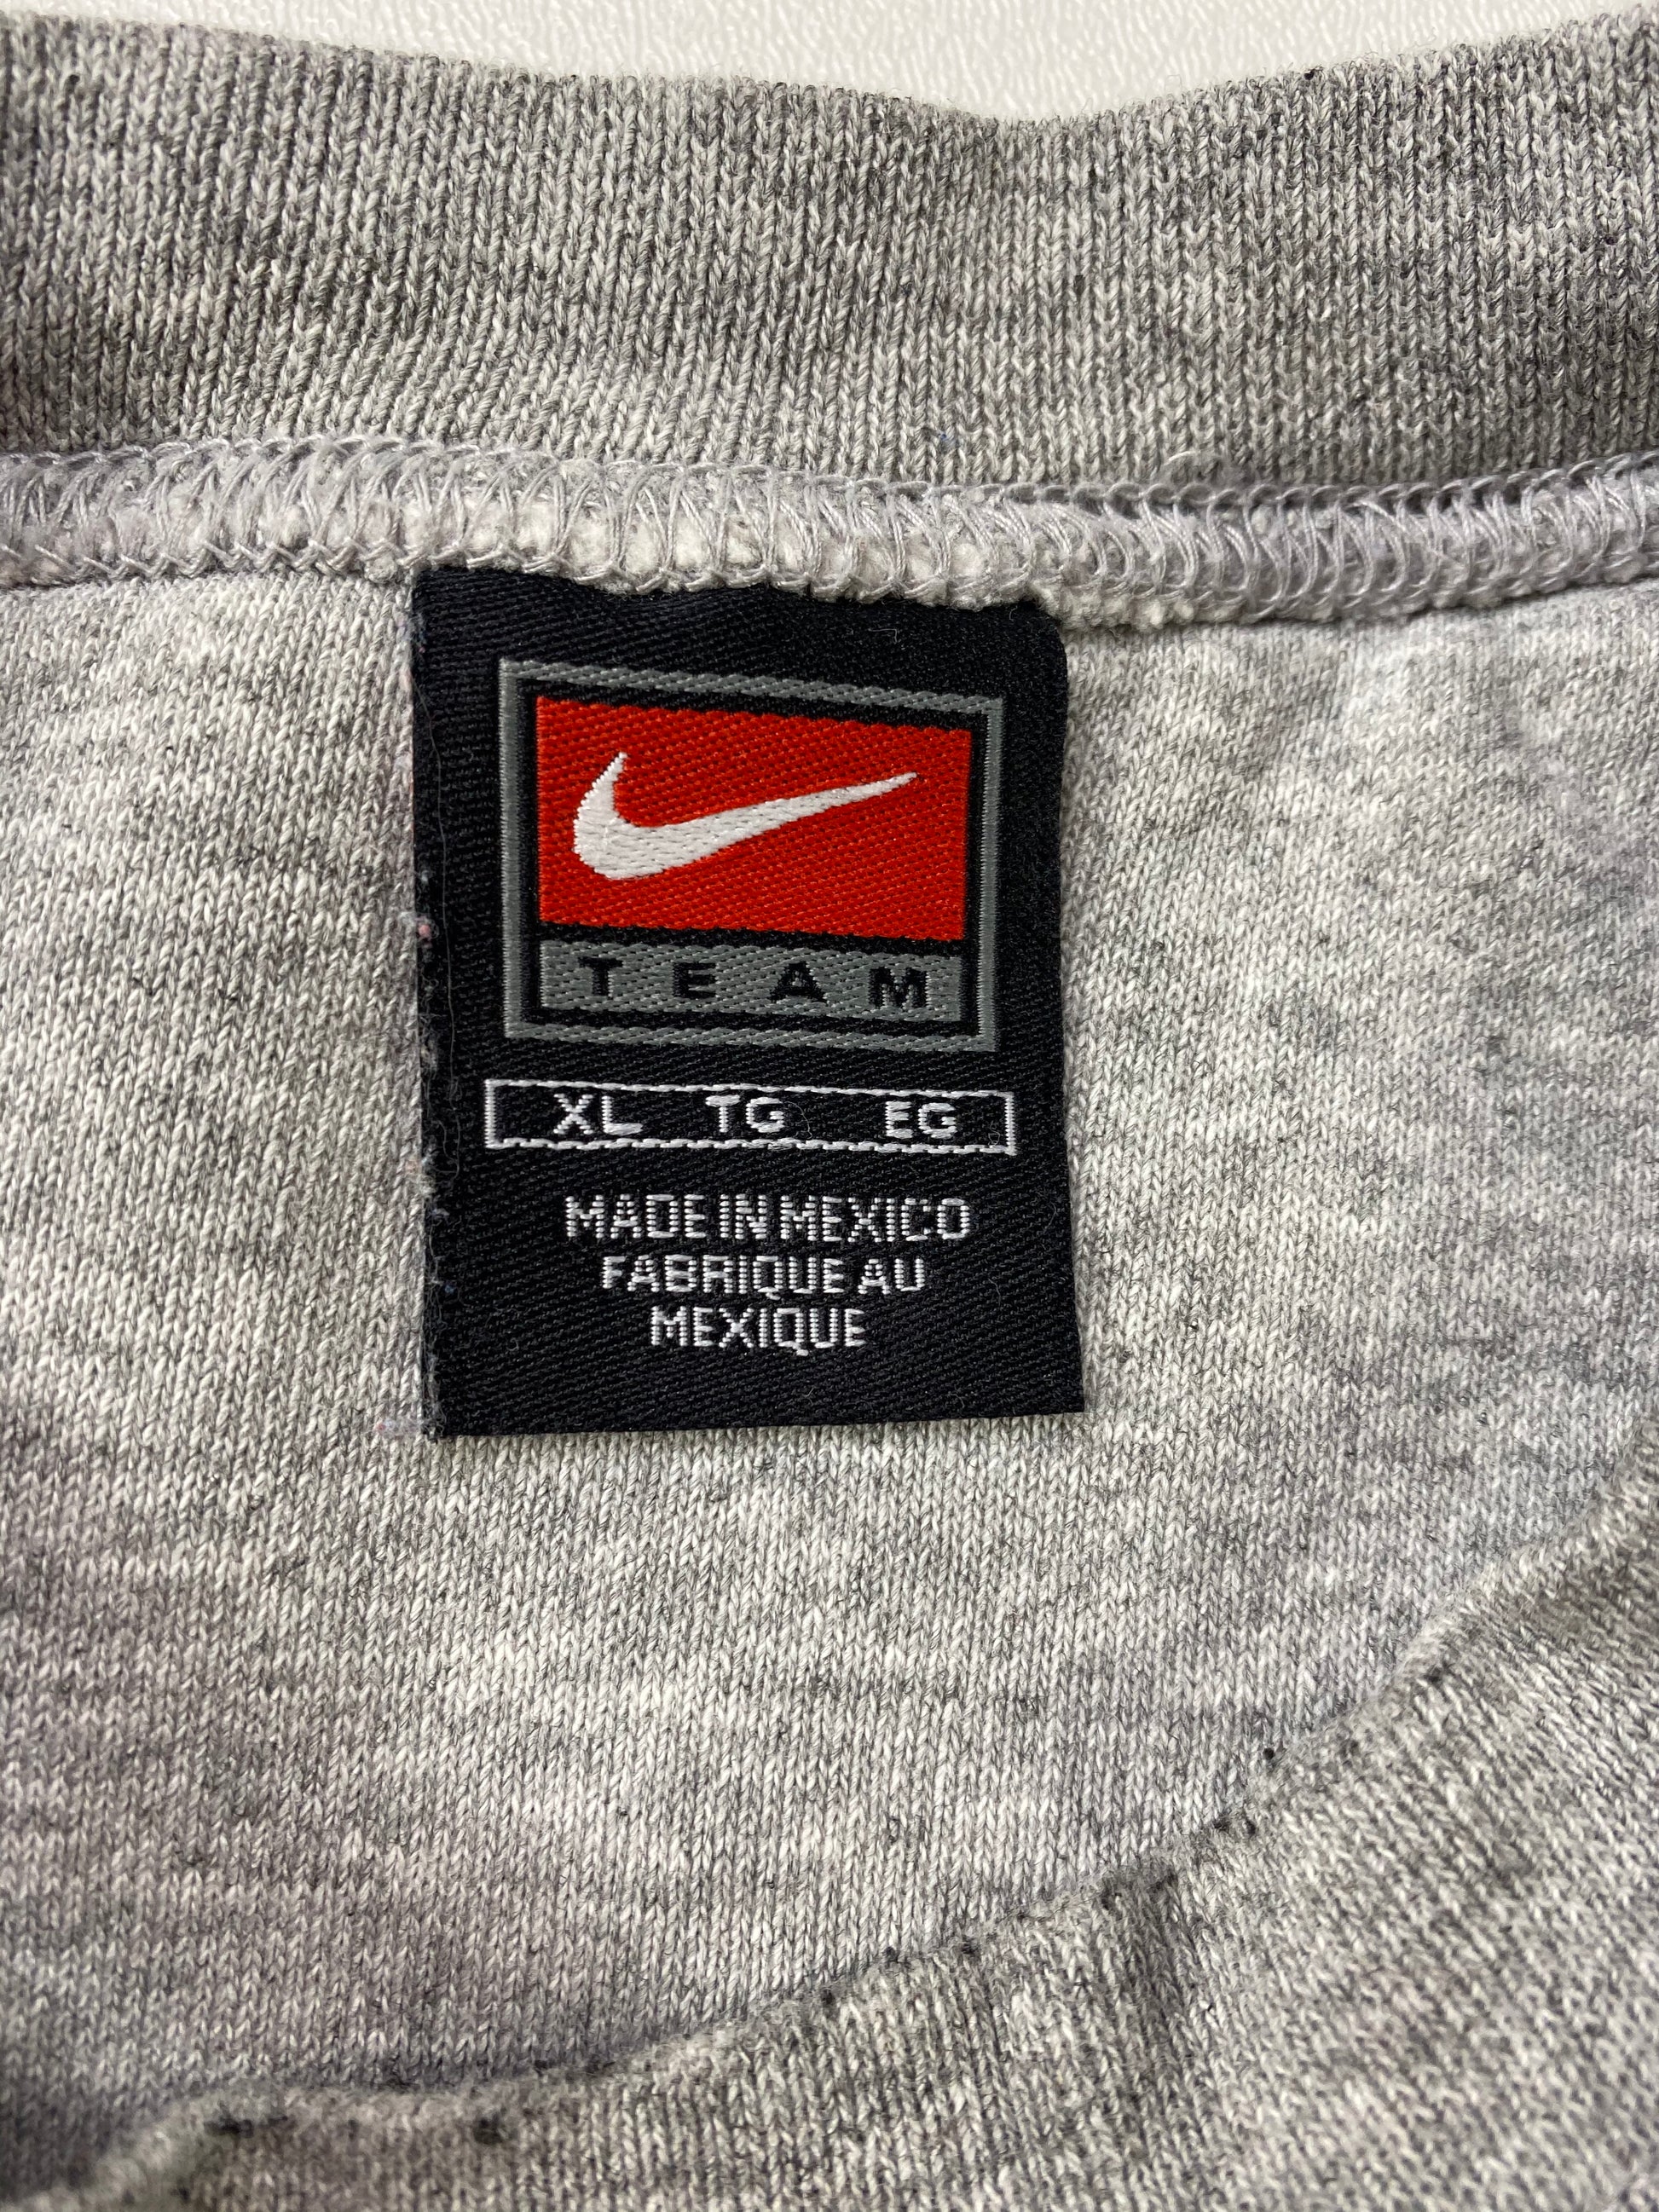 TEAM
XL TG EG
MADE IN MEXICO
FABRIQUE AU
MEXIQUE